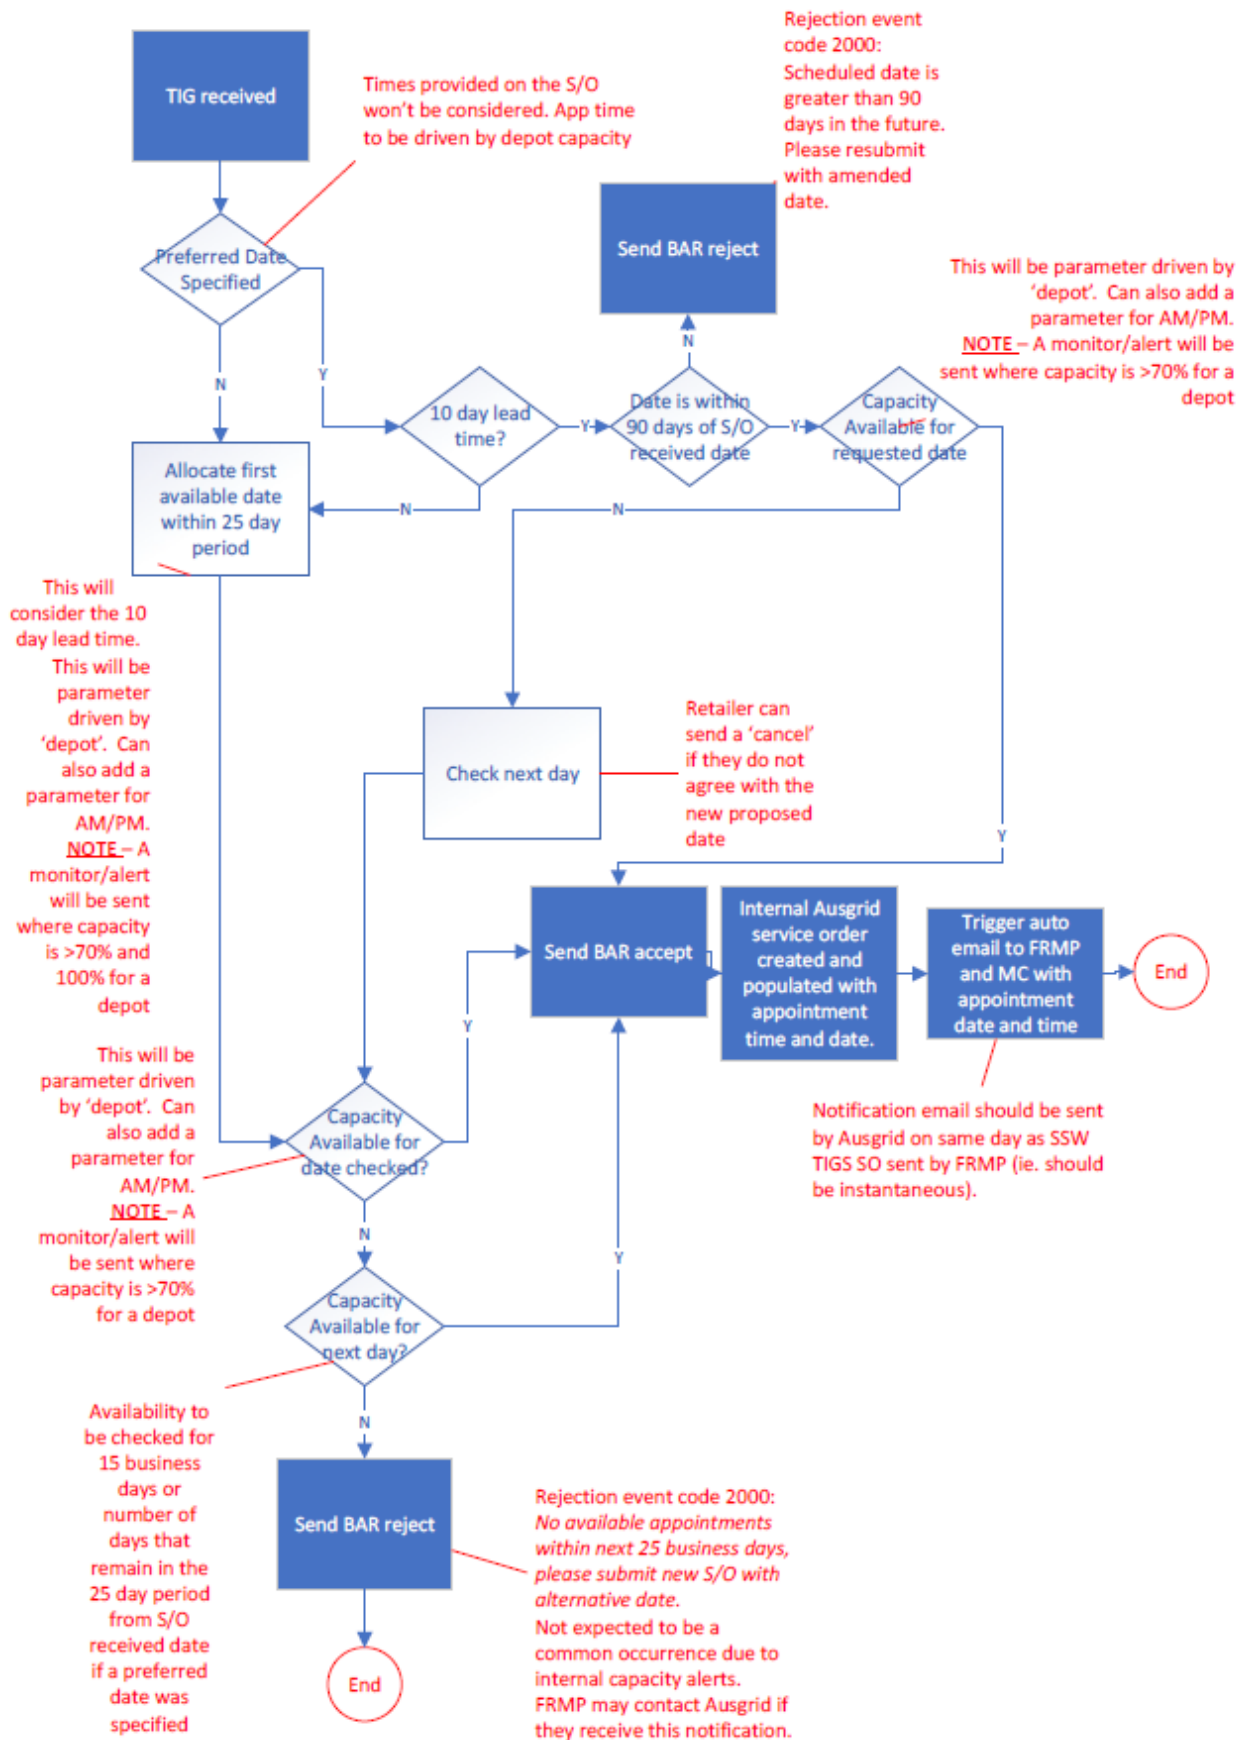 TIG received
Times provided on the S/O
won't be considered. App time
to be driven by depot capacity
Rejection event
code 2000:
Scheduled date is
greater than 90
days in the future.
Please resubmit
with amended
date.
Send BAR reject
Preferred Date
Specified
This will be parameter driven by
'depot'. Can also add a
parameter for AM/PM.
NOTE – A monitor/alert will be
sent where capacity is >70% for a
depot
N
Y
N
10 day lead
time?
Y
Date is within
90 days of S/O
received date
Y
Capacity
Available for
requested date
Allocate first
available date
within 25 day
period
N
N
This will
consider the 10
day lead time.
This will be
parameter
driven by
'depot'. Can
also add a
parameter for
AM/PM.
NOTE – A
monitor/alert
will be sent
where capacity
is >70% and
100% for a
depot
Check next day
Retailer can
send a 'cancel'
if they do not
agree with the
new proposed
date
Y
Send BAR accept
Internal Ausgrid
service order
created and
populated with
appointment
time and date.
Trigger auto
email to FRMP
and MC with
appointment
date and time
End
Y
This will be
parameter driven
by 'depot'. Can
also add a
parameter for
AM/PM.
NOTE – A
monitor/alert will
be sent where
capacity is >70%
for a depot
Capacity
Available for
date checked?
Notification email should be sent
by Ausgrid on same day as SSW
TIGS SO sent by FRMP (ie. should
be instantaneous).
N
Y
Capacity
Available for
next day?
N
Availability to
be checked for
15 business
days or
number of
days that
remain in the
25 day period
from S/O
received date
if a preferred
date was
specified
Send BAR reject
Rejection event code 2000:
No available appointments
within next 25 business days,
please submit new S/O with
alternative date.
Not expected to be a
common occurrence due to
internal capacity alerts.
FRMP may contact Ausgrid if
they receive this notification.
End